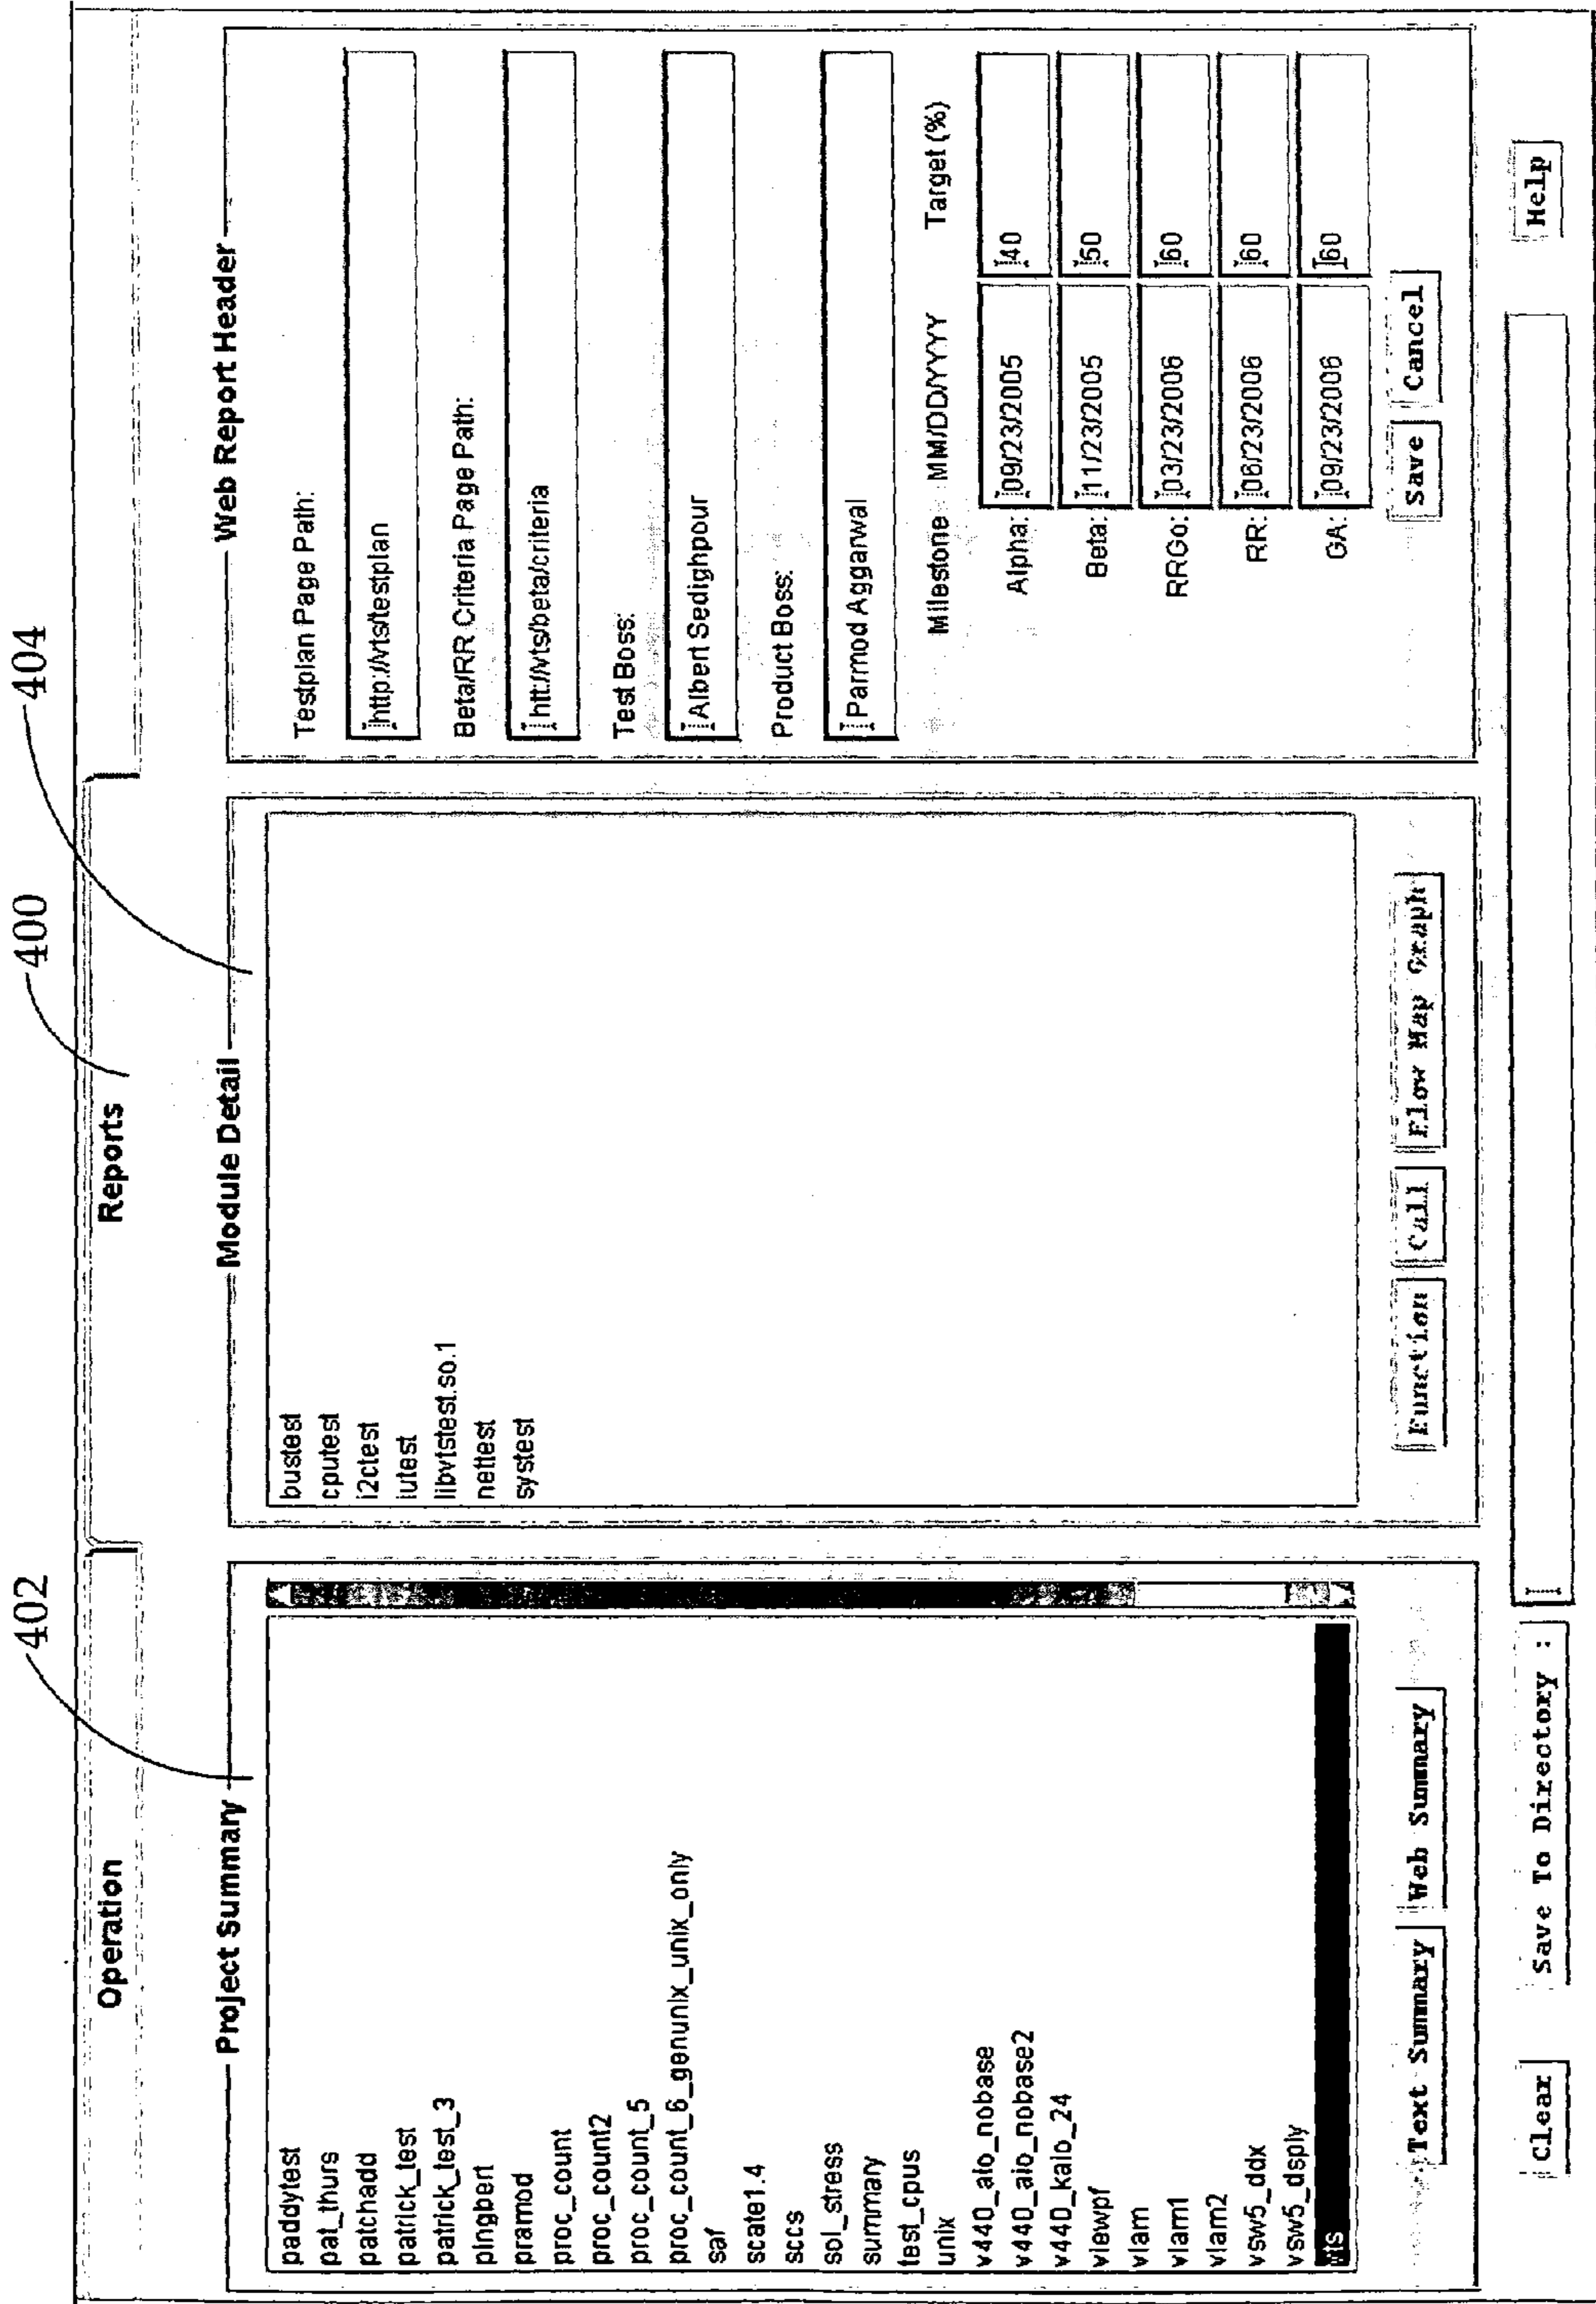 402
400
404
Operation
Reports
Project Summary
paddytest
pat_thurs
patchadd
patrick_test
patrick_test_3
pingbert
pramod
proc_count
proc_count2
proc_count_5
proc_count_6_genunix_unix_only
saf
scate1.4
sccs
sol_stress
summary
test_cpus
unix
v440_aio_nobase
v440_aio_nobase2
v440_kaio_24
viewpf
vlam
vlam1
vlam2
vsw5_ddx
vsw5_dsply
vts
Text Summary Web Summary
Module Detail
bustest
cputest
i2ctest
iutest
libvtstest.so.1
nettest
systest
Function Call Flow Map Graph
Web Report Header
Testplan Page Path:
http://vts/testplan
Beta/RR Criteria Page Path:
htt://vts/beta/criteria
Test Boss:
Albert Sedighpour
Product Boss:
Parmod Aggarwal
Milestone MM/DD/YYYY Target (%)
Alpha: 09/23/2005 40
Beta: 11/23/2005 50
RRGo: 03/23/2006 60
RR: 06/23/2006 60
GA: 09/23/2006 60
Save Cancel
Clear Save To Directory : Help